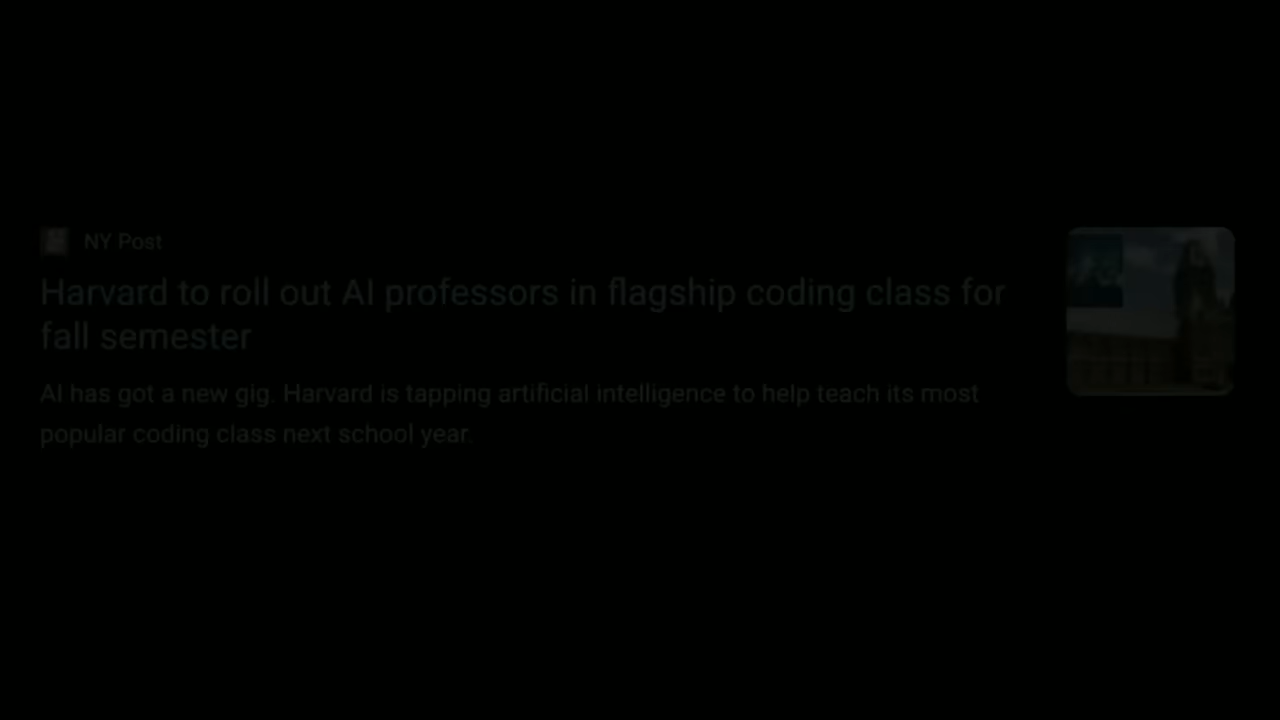 NY Post
Harvard to roll out AI professors in flagship coding class for
fall semester
AI has got a new gig. Harvard is tapping artificial intelligence to help teach its most
popular coding class next school year.